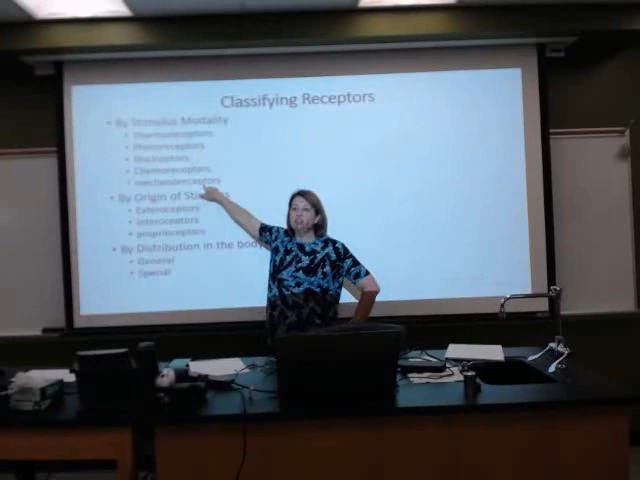 Classifying Receptors
• By Stimulus Modality
• Thermoreceptors
• Photoreceptors
• Nociceptors
• Chemoreceptors
• mechanoreceptors
• By Origin of
• Exteroceptors
• interoceptors
• proprioceptors
• By Distribution in the body
• General
• Special